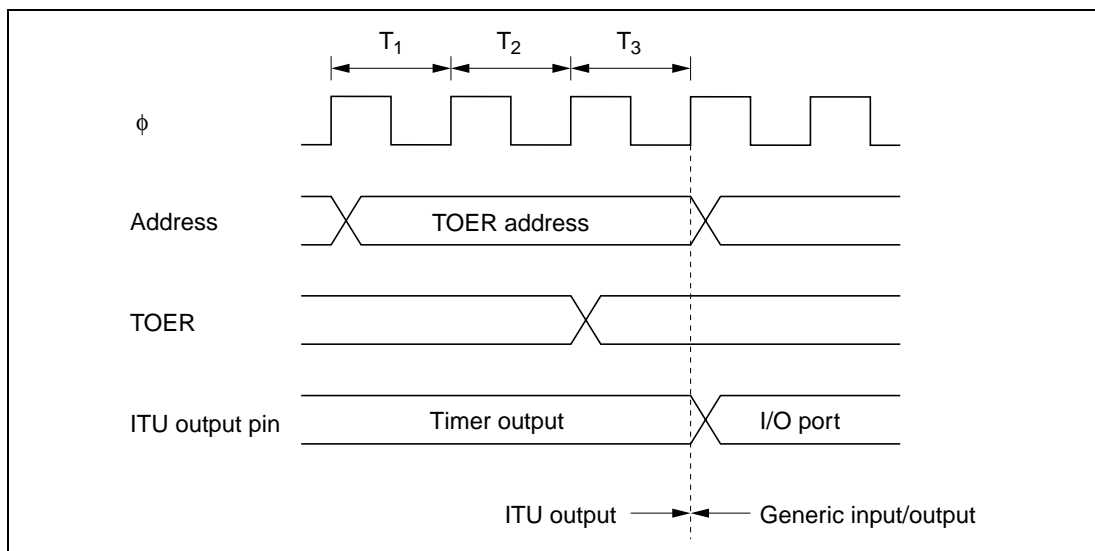 T1 T2 T3
φ
Address TOER address
TOER
ITU output pin Timer output I/O port
ITU output Generic input/output